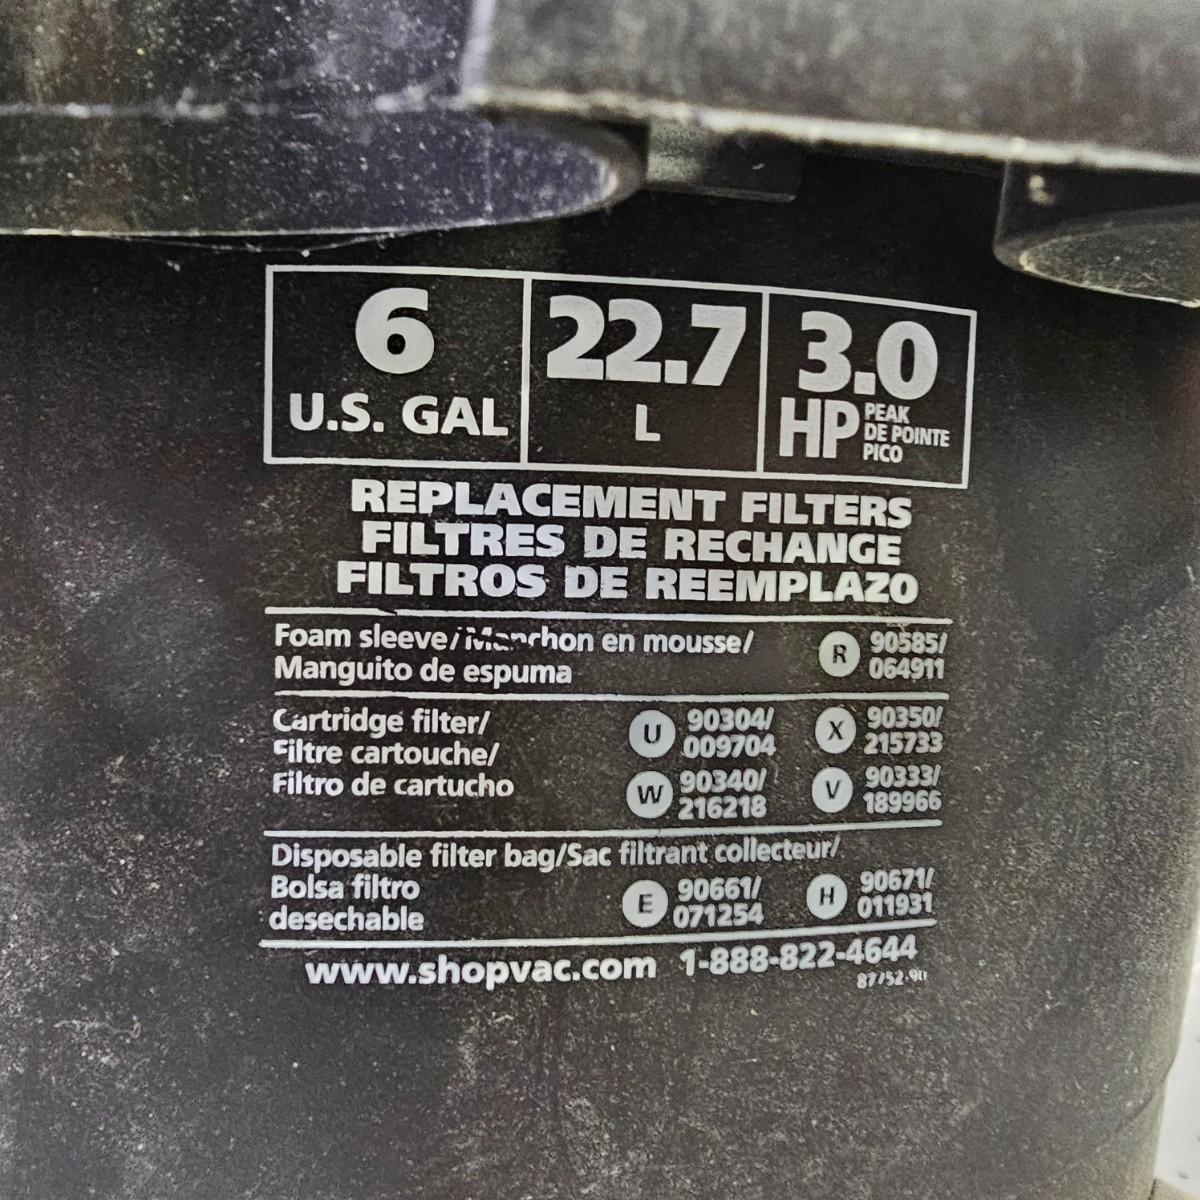 6
U.S. GAL
22.7
L
3.0
HP PEAK
DE POINTE
PICO
REPLACEMENT FILTERS
FILTRES DE RECHANGE
FILTROS DE REEMPLAZO
Foam sleeve/Manchon en mousse/
Manguito de espuma
R 90585/
064911
Cartridge filter/
Filtre cartouche/
Filtro de cartucho
U 90304/
009704
X 90350/
215733
W 90340/
216218
V 90333/
189966
Disposable filter bag/Sac filtrant collecteur/
Bolsa filtro
desechable
E 90661/
071254
H 90671/
011931
www.shopvac.com 1-888-822-4644